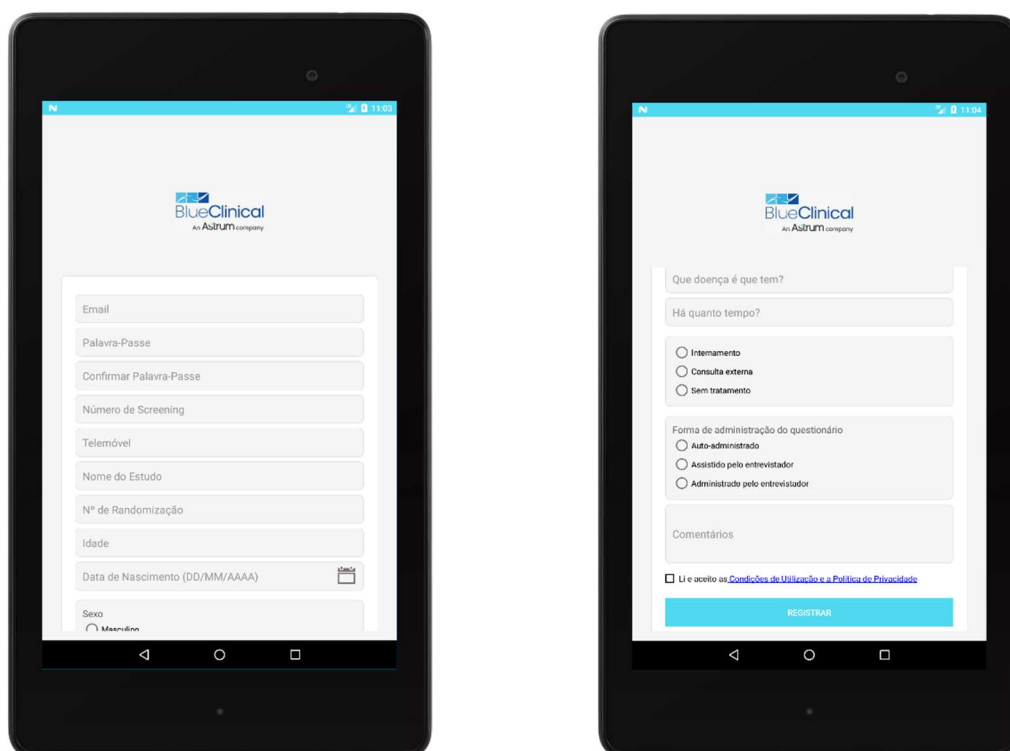 11:03
BlueClinical
An Astrum company
Email
Palavra-Passe
Confirmar Palavra-Passe
Número de Screening
Telemóvel
Nome do Estudo
Nº de Randomização
Idade
Data de Nascimento (DD/MM/AAAA)
Sexo
Masculino
11:04
BlueClinical
An Astrum company
Que doença é que tem?
Há quanto tempo?
Internamento
Consulta externa
Sem tratamento
Forma de administração do questionário
Auto-administrado
Assistido pelo entrevistador
Administrado pelo entrevistador
Comentários
Li e aceito as Condições de Utilização e a Política de Privacidade
REGISTRAR